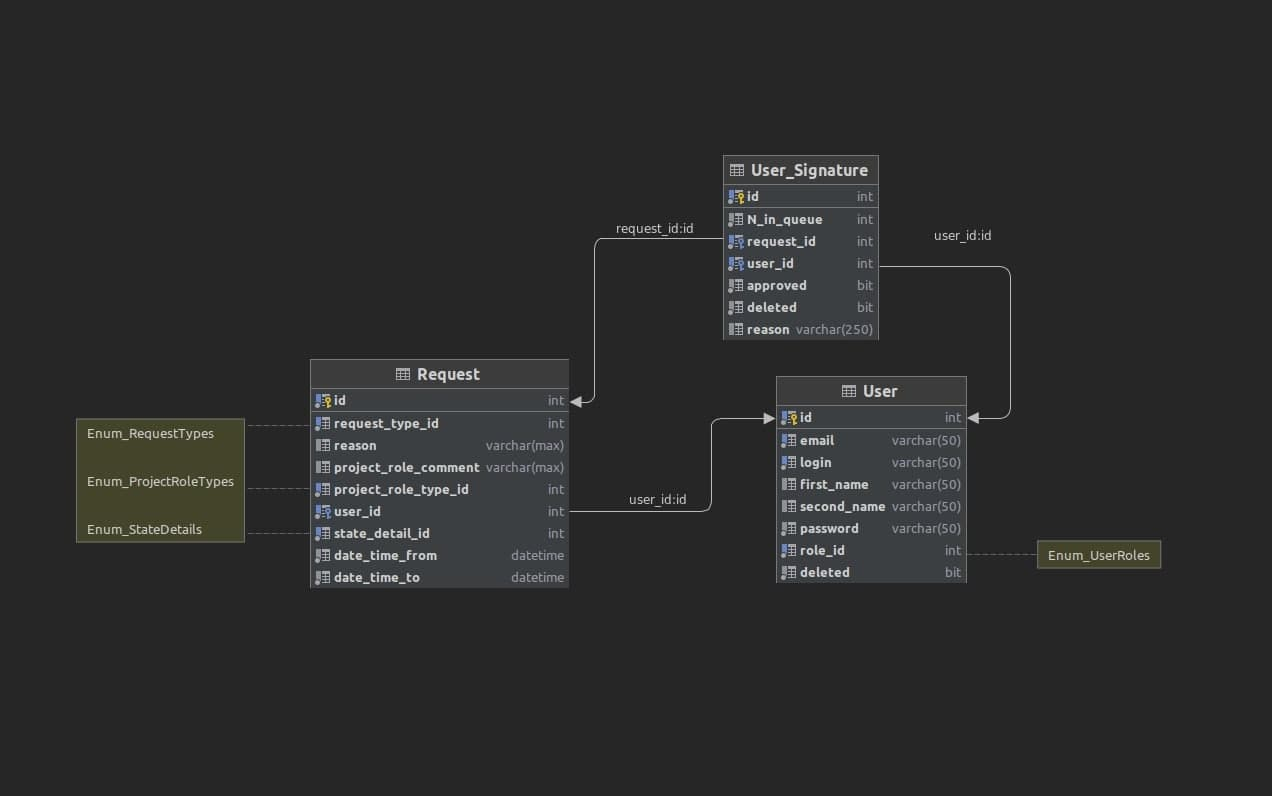 User_Signature
id int
N_in_queue int
request_id int
user_id int
approved bit
deleted bit
reason varchar(250)
request_id:id
user_id:id
Request
id int
request_type_id int
reason varchar(max)
project_role_comment varchar(max)
project_role_type_id int
user_id int
state_detail_id int
date_time_from datetime
date_time_to datetime
Enum_RequestTypes
Enum_ProjectRoleTypes
Enum_StateDetails
user_id:id
User
id int
email varchar(50)
login varchar(50)
first_name varchar(50)
second_name varchar(50)
password varchar(50)
role_id int
deleted bit
Enum_UserRoles